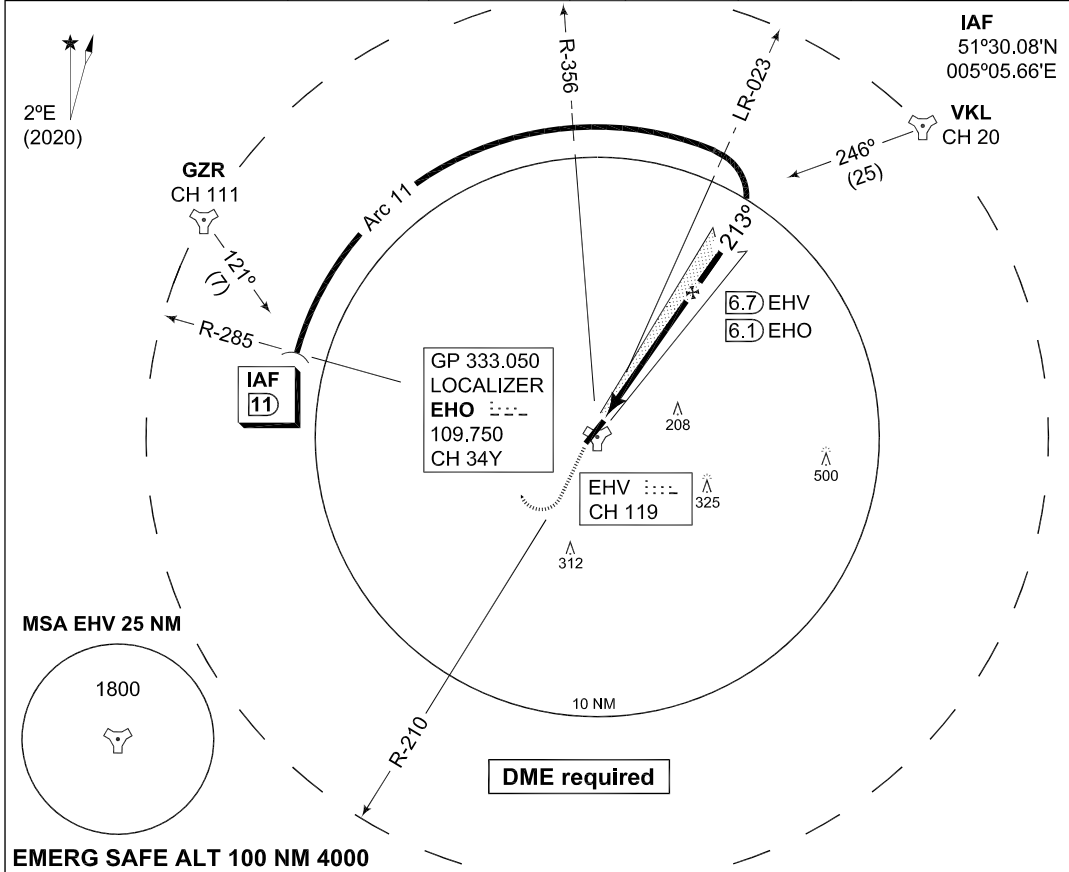 IAF
51º30.08'N
005º05.66'E
2ºE
(2020)
R-356
LR-023
VKL
CH 20
246º
(25)
GZR
CH 111
121º
(7)
Arc 11
213º
R-285
6.7 EHV
6.1 EHO
IAF
11
GP 333.050
LOCALIZER
EHO
109.750
CH 34Y
208
500
EHV
CH 119
325
312
MSA EHV 25 NM
1800
R-210
10 NM
DME required
EMERG SAFE ALT 100 NM 4000